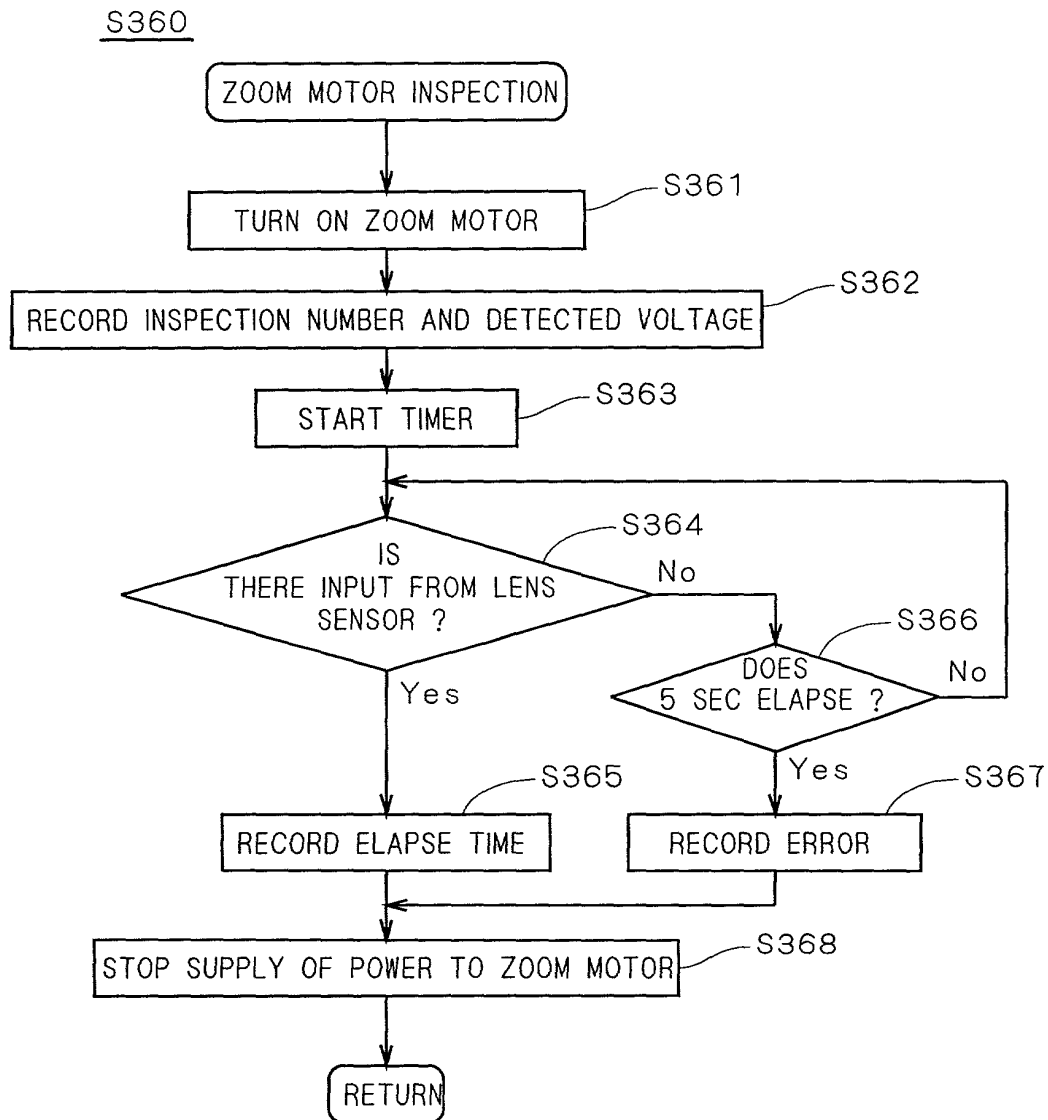 S360
ZOOM MOTOR INSPECTION
S361
TURN ON ZOOM MOTOR
S362
RECORD INSPECTION NUMBER AND DETECTED VOLTAGE
S363
START TIMER
S364
IS
THERE INPUT FROM LENS
SENSOR ?
No
S366
DOES
5 SEC ELAPSE ?
No
Yes
Yes
S365
RECORD ELAPSE TIME
S367
RECORD ERROR
S368
STOP SUPPLY OF POWER TO ZOOM MOTOR
RETURN